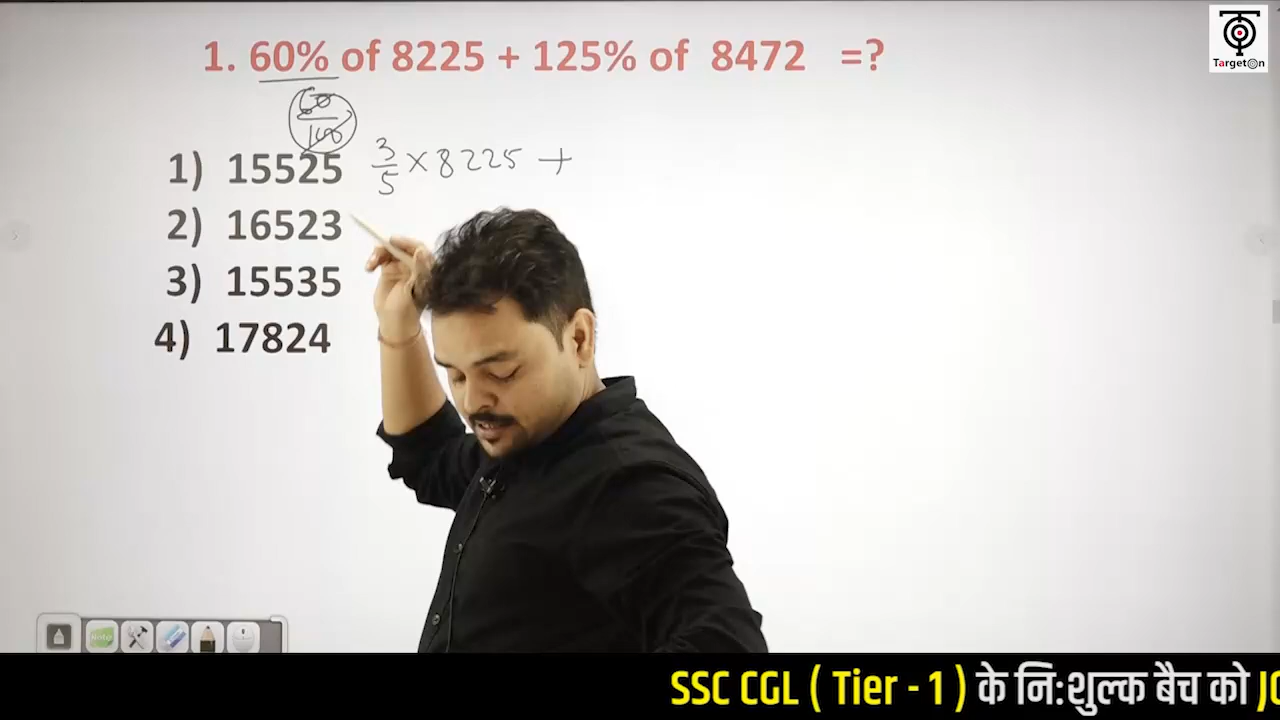 1. 60% of 8225 + 125% of 8472 =?
60
100
1) 15525
3/5 × 8225 +
2) 16523
3) 15535
4) 17824
TargetOn
SSC CGL ( Tier - 1 ) के नि:शुल्क बैच को JO